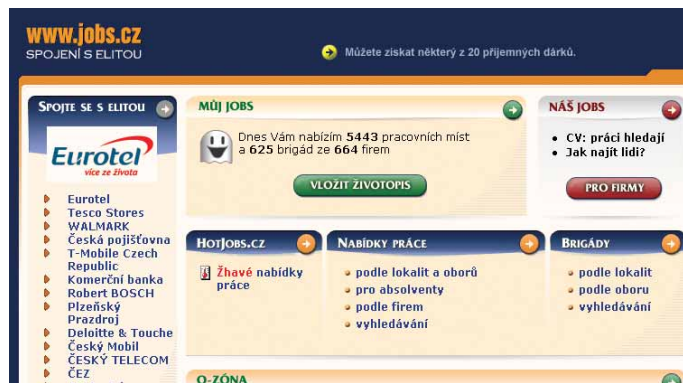 www.jobs.cz
SPOJENÍ S ELITOU
Můžete získat některý z 20 příjemných dárků.
SPOJTE SE S ELITOU
Eurotel
více ze života
Eurotel
Tesco Stores
WALMARK
Česká pojišťovna
T-Mobile Czech
Republic
Komerční banka
Robert BOSCH
Plzeňský
Prazdroj
Deloitte & Touche
Český Mobil
ČESKÝ TELECOM
ČEZ
MŮJ JOBS
Dnes Vám nabízím 5443 pracovních míst
a 625 brigád ze 664 firem
VLOŽIT ŽIVOTOPIS
NÁŠ JOBS
CV: práci hledají
Jak najít lidi?
PRO FIRMY
HOTJOBS.CZ
Žhavé nabídky
práce
NABÍDKY PRÁCE
podle lokalit a oborů
pro absolventy
podle firem
vyhledávání
BRIGÁDY
podle lokalit
podle oboru
vyhledávání
O-ZÓNA